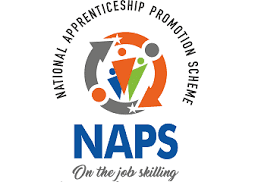 NATIONAL APPRENTICESHIP PROMOTION SCHEME
NAPS
On the job skilling